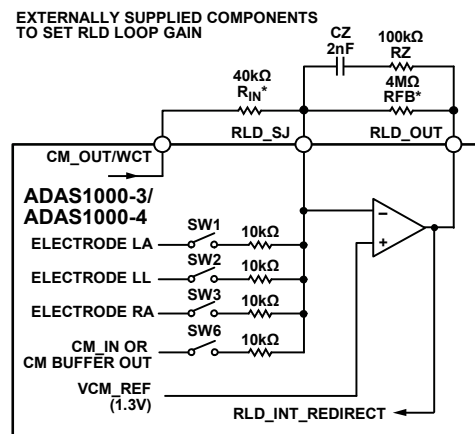 EXTERNALLY SUPPLIED COMPONENTS
TO SET RLD LOOP GAIN
CZ
2nF
100kΩ
RZ
40kΩ
RIN*
4MΩ
RFB*
CM_OUT/WCT
RLD_SJ
RLD_OUT
ADAS1000-3/
ADAS1000-4
ELECTRODE LA
SW1
10kΩ
ELECTRODE LL
SW2
10kΩ
ELECTRODE RA
SW3
10kΩ
CM_IN OR
CM BUFFER OUT
SW6
10kΩ
–
+
VCM_REF
(1.3V)
RLD_INT_REDIRECT